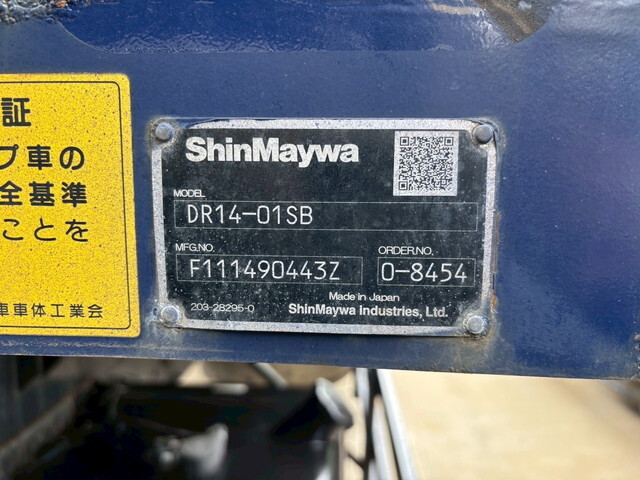 証
プ車の
全基準
ことを
車車体工業会
ShinMaywa
MODEL
DR14-01SB
MFG.NO.
F111490443Z
ORDER.NO.
O-8454
Made in Japan
203-28295-0
ShinMaywa Industries, Ltd.